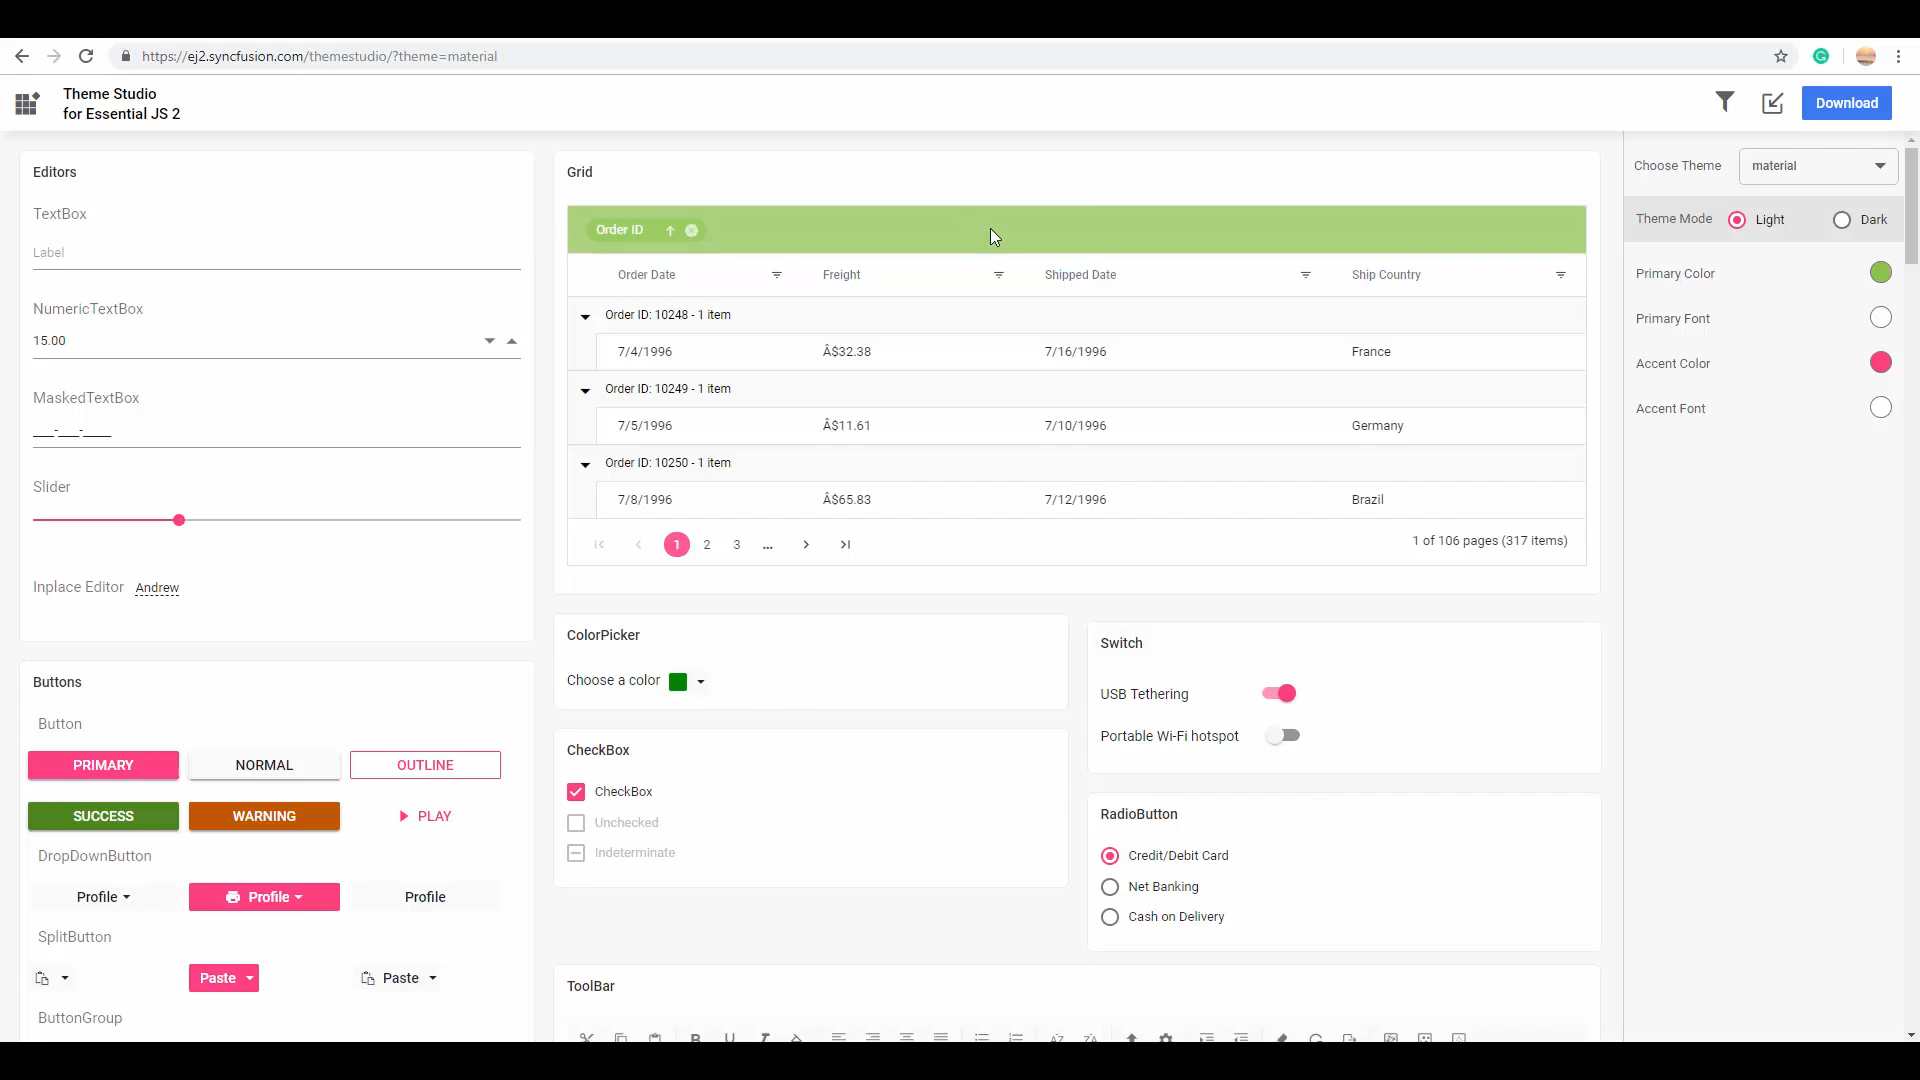 https://ej2.syncfusion.com/themestudio/?theme=material
Theme Studio
for Essential JS 2
Download
Editors
TextBox
Label
NumericTextBox
15.00
MaskedTextBox
___-___-____
Slider
Inplace Editor Andrew
Buttons
Button
PRIMARY NORMAL OUTLINE
SUCCESS WARNING PLAY
DropDownButton
Profile Profile Profile
SplitButton
Paste Paste
ButtonGroup
Grid
Order ID
Order Date Freight Shipped Date Ship Country
Order ID: 10248 - 1 item
7/4/1996 Â$32.38 7/16/1996 France
Order ID: 10249 - 1 item
7/5/1996 Â$11.61 7/10/1996 Germany
Order ID: 10250 - 1 item
7/8/1996 Â$65.83 7/12/1996 Brazil
1 2 3 ... 1 of 106 pages (317 items)
ColorPicker
Choose a color
CheckBox
CheckBox
Unchecked
Indeterminate
Switch
USB Tethering
Portable Wi-Fi hotspot
RadioButton
Credit/Debit Card
Net Banking
Cash on Delivery
ToolBar
Choose Theme material
Theme Mode Light Dark
Primary Color
Primary Font
Accent Color
Accent Font